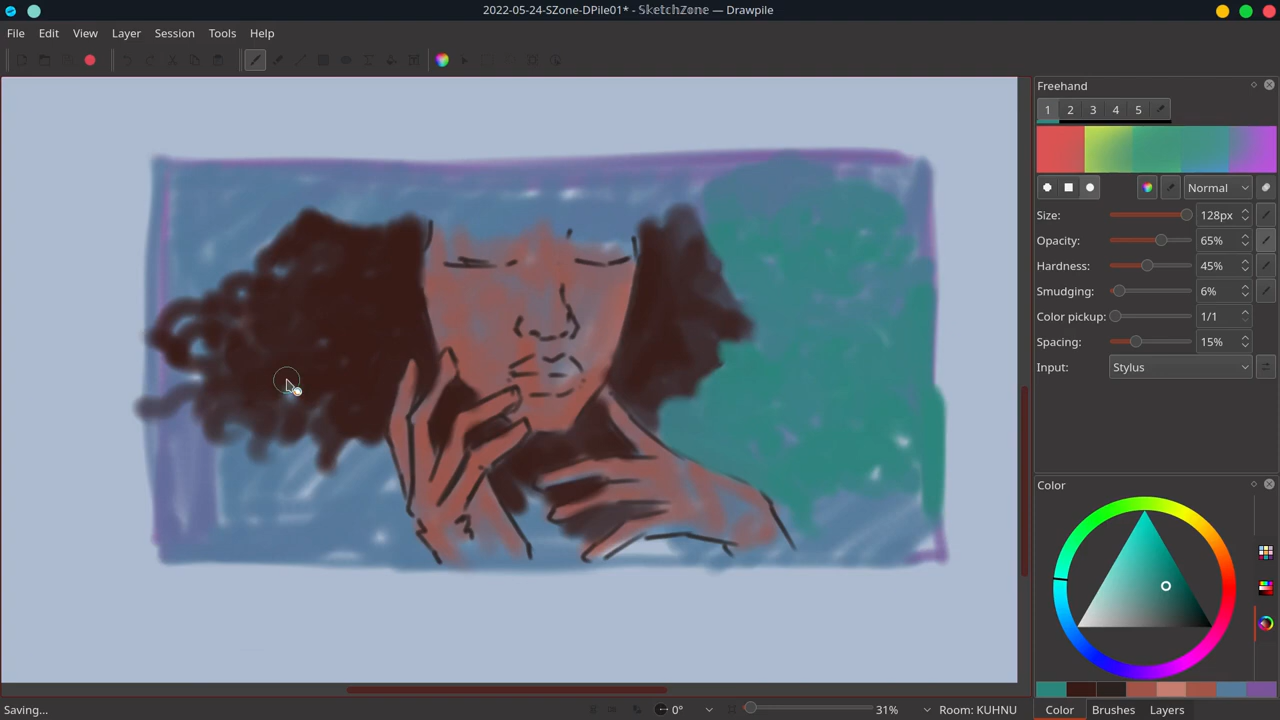 2022-05-24-SZone-DPile01* - SketchZone — Drawpile
File Edit View Layer Session Tools Help
Freehand
1 2 3 4 5
Normal
Size: 128px
Opacity: 65%
Hardness: 45%
Smudging: 6%
Color pickup: 1/1
Spacing: 15%
Input: Stylus
Color
Saving...
0°
31%
Room: KUHNU
Color Brushes Layers